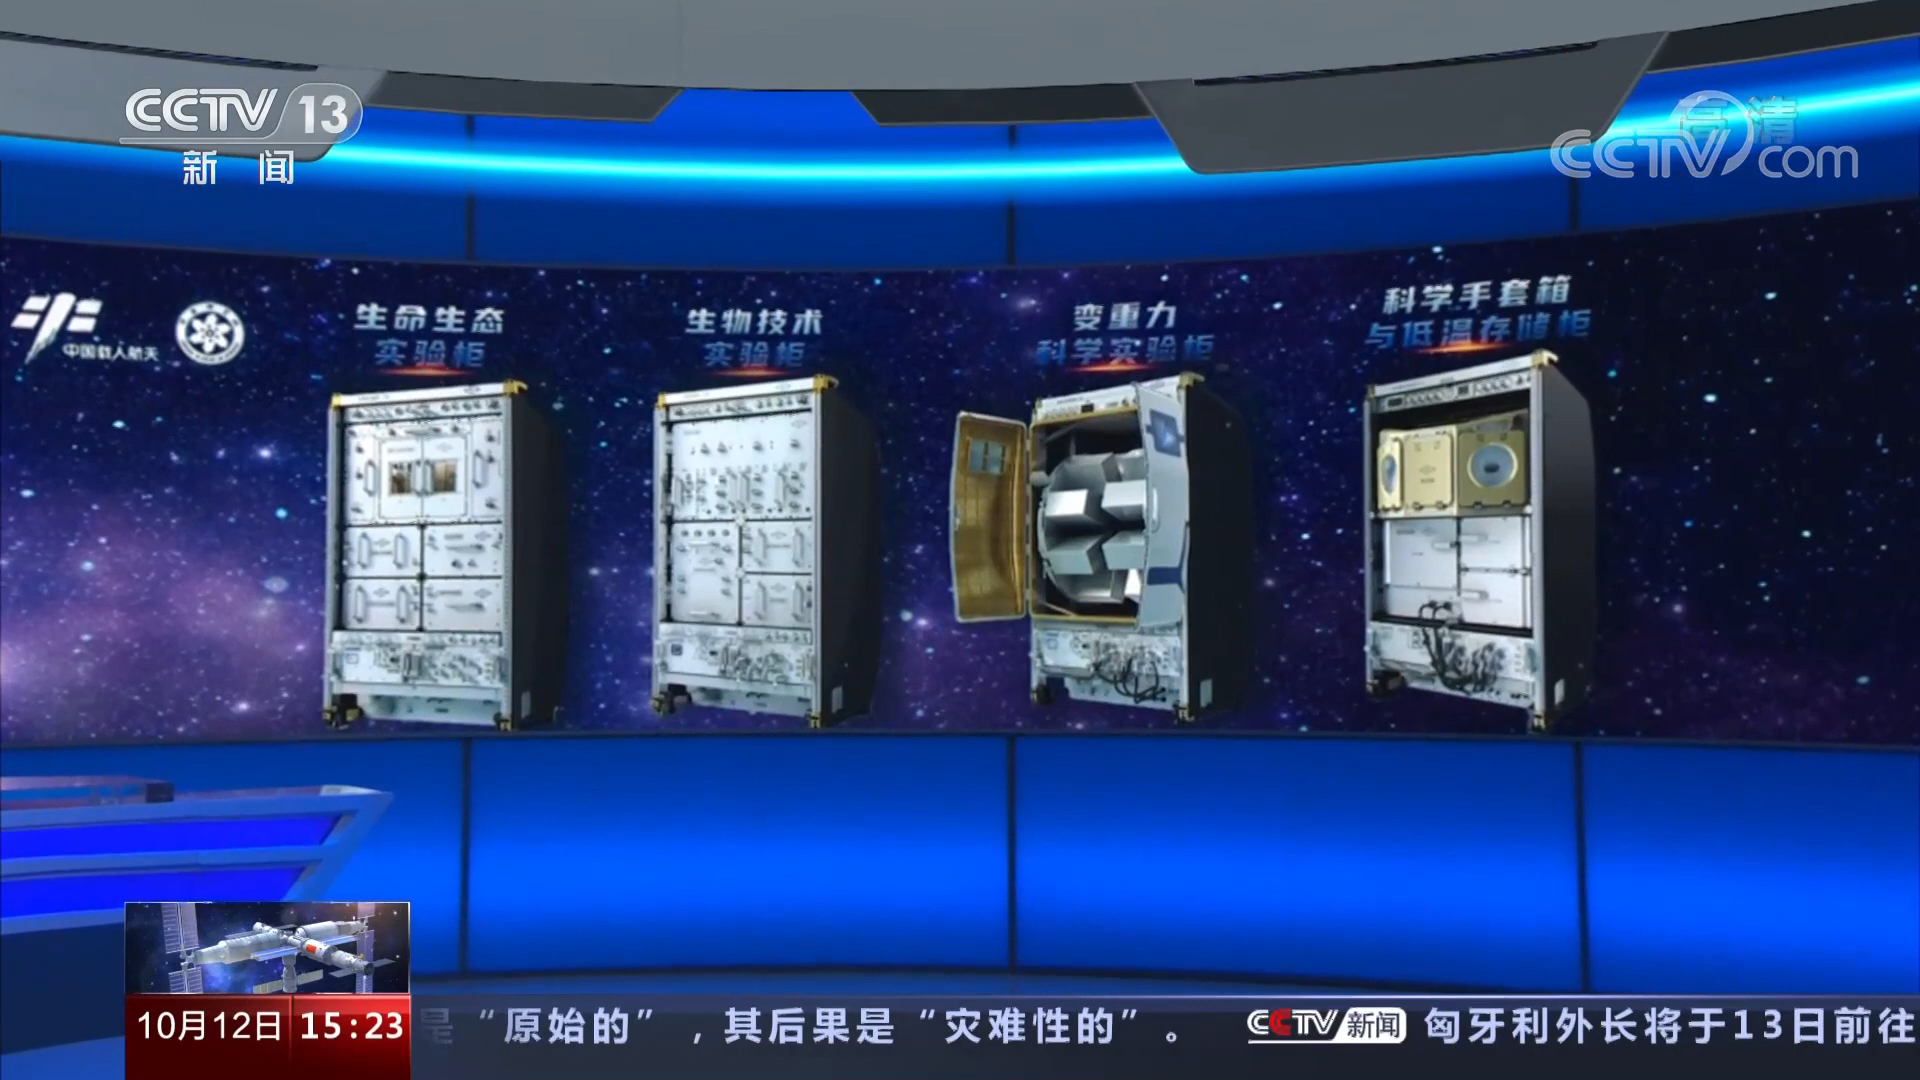 CCTV 13
新闻
高清
CCTV com
中国载人航天
生命生态
实验柜
生物技术
实验柜
变重力
科学实验柜
科学手套箱
与低温存储柜
10月12日 15:23
是“原始的”，其后果是“灾难性的”。 CCTV 新闻 匈牙利外长将于13日前往